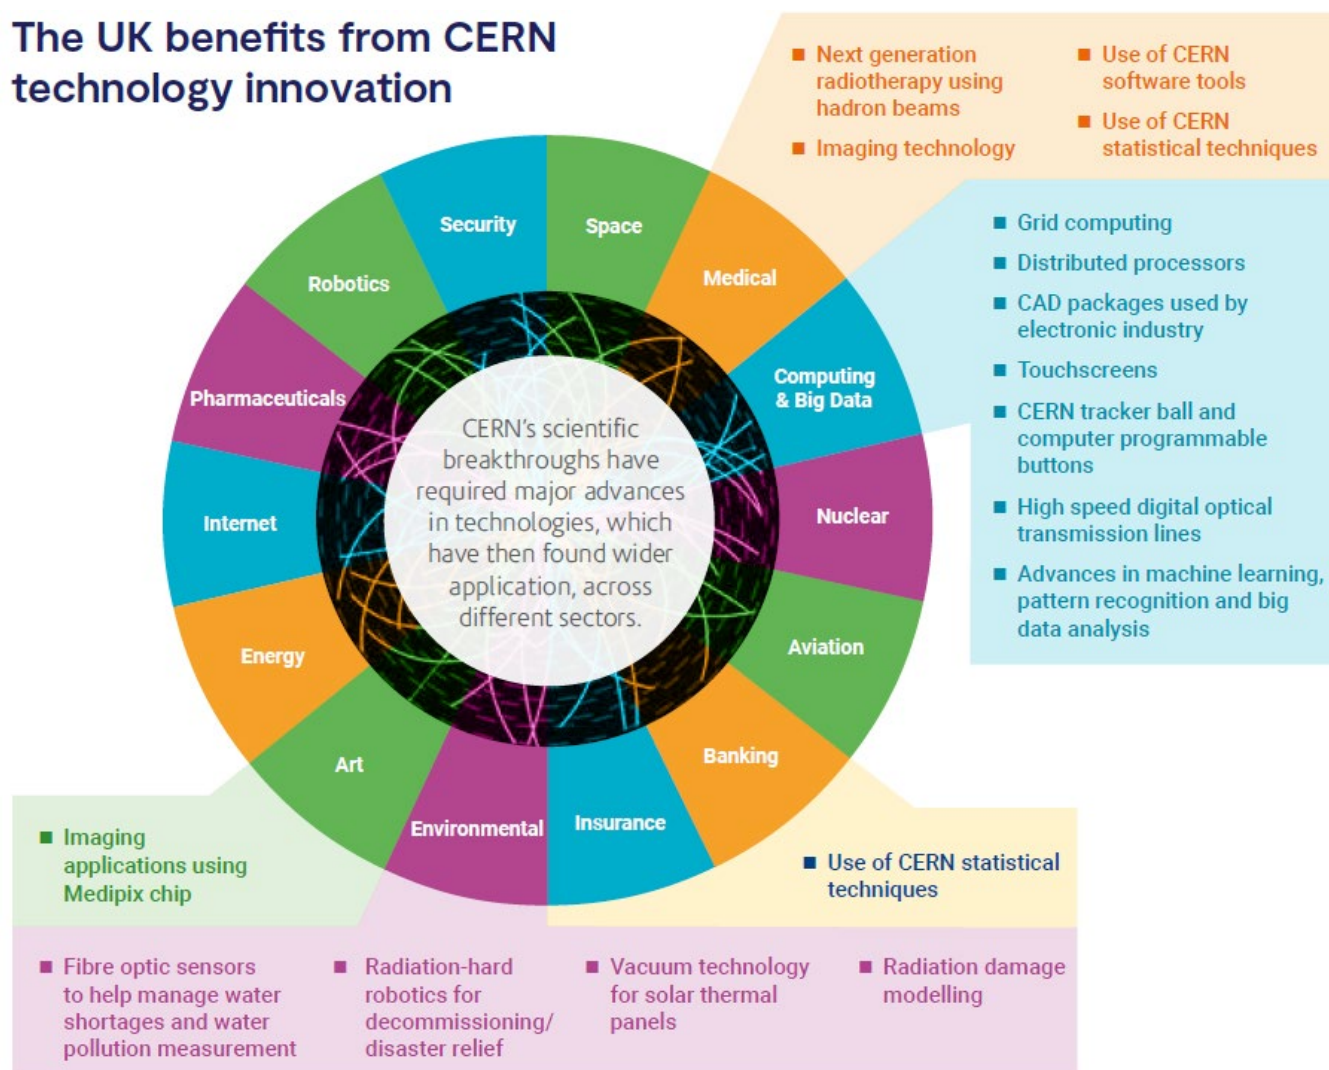 The UK benefits from CERN
technology innovation
Next generation
radiotherapy using
hadron beams
Imaging technology
Use of CERN
software tools
Use of CERN
statistical techniques
Grid computing
Distributed processors
CAD packages used by
electronic industry
Touchscreens
CERN tracker ball and
computer programmable
buttons
High speed digital optical
transmission lines
Advances in machine learning,
pattern recognition and big
data analysis
Security
Space
Medical
Computing
& Big Data
Nuclear
Aviation
Banking
Insurance
Environmental
Art
Energy
Internet
Pharmaceuticals
Robotics
CERN's scientific
breakthroughs have
required major advances
in technologies, which
have then found wider
application, across
different sectors.
Imaging
applications using
Medipix chip
Use of CERN statistical
techniques
Fibre optic sensors
to help manage water
shortages and water
pollution measurement
Radiation-hard
robotics for
decommissioning/
disaster relief
Vacuum technology
for solar thermal
panels
Radiation damage
modelling